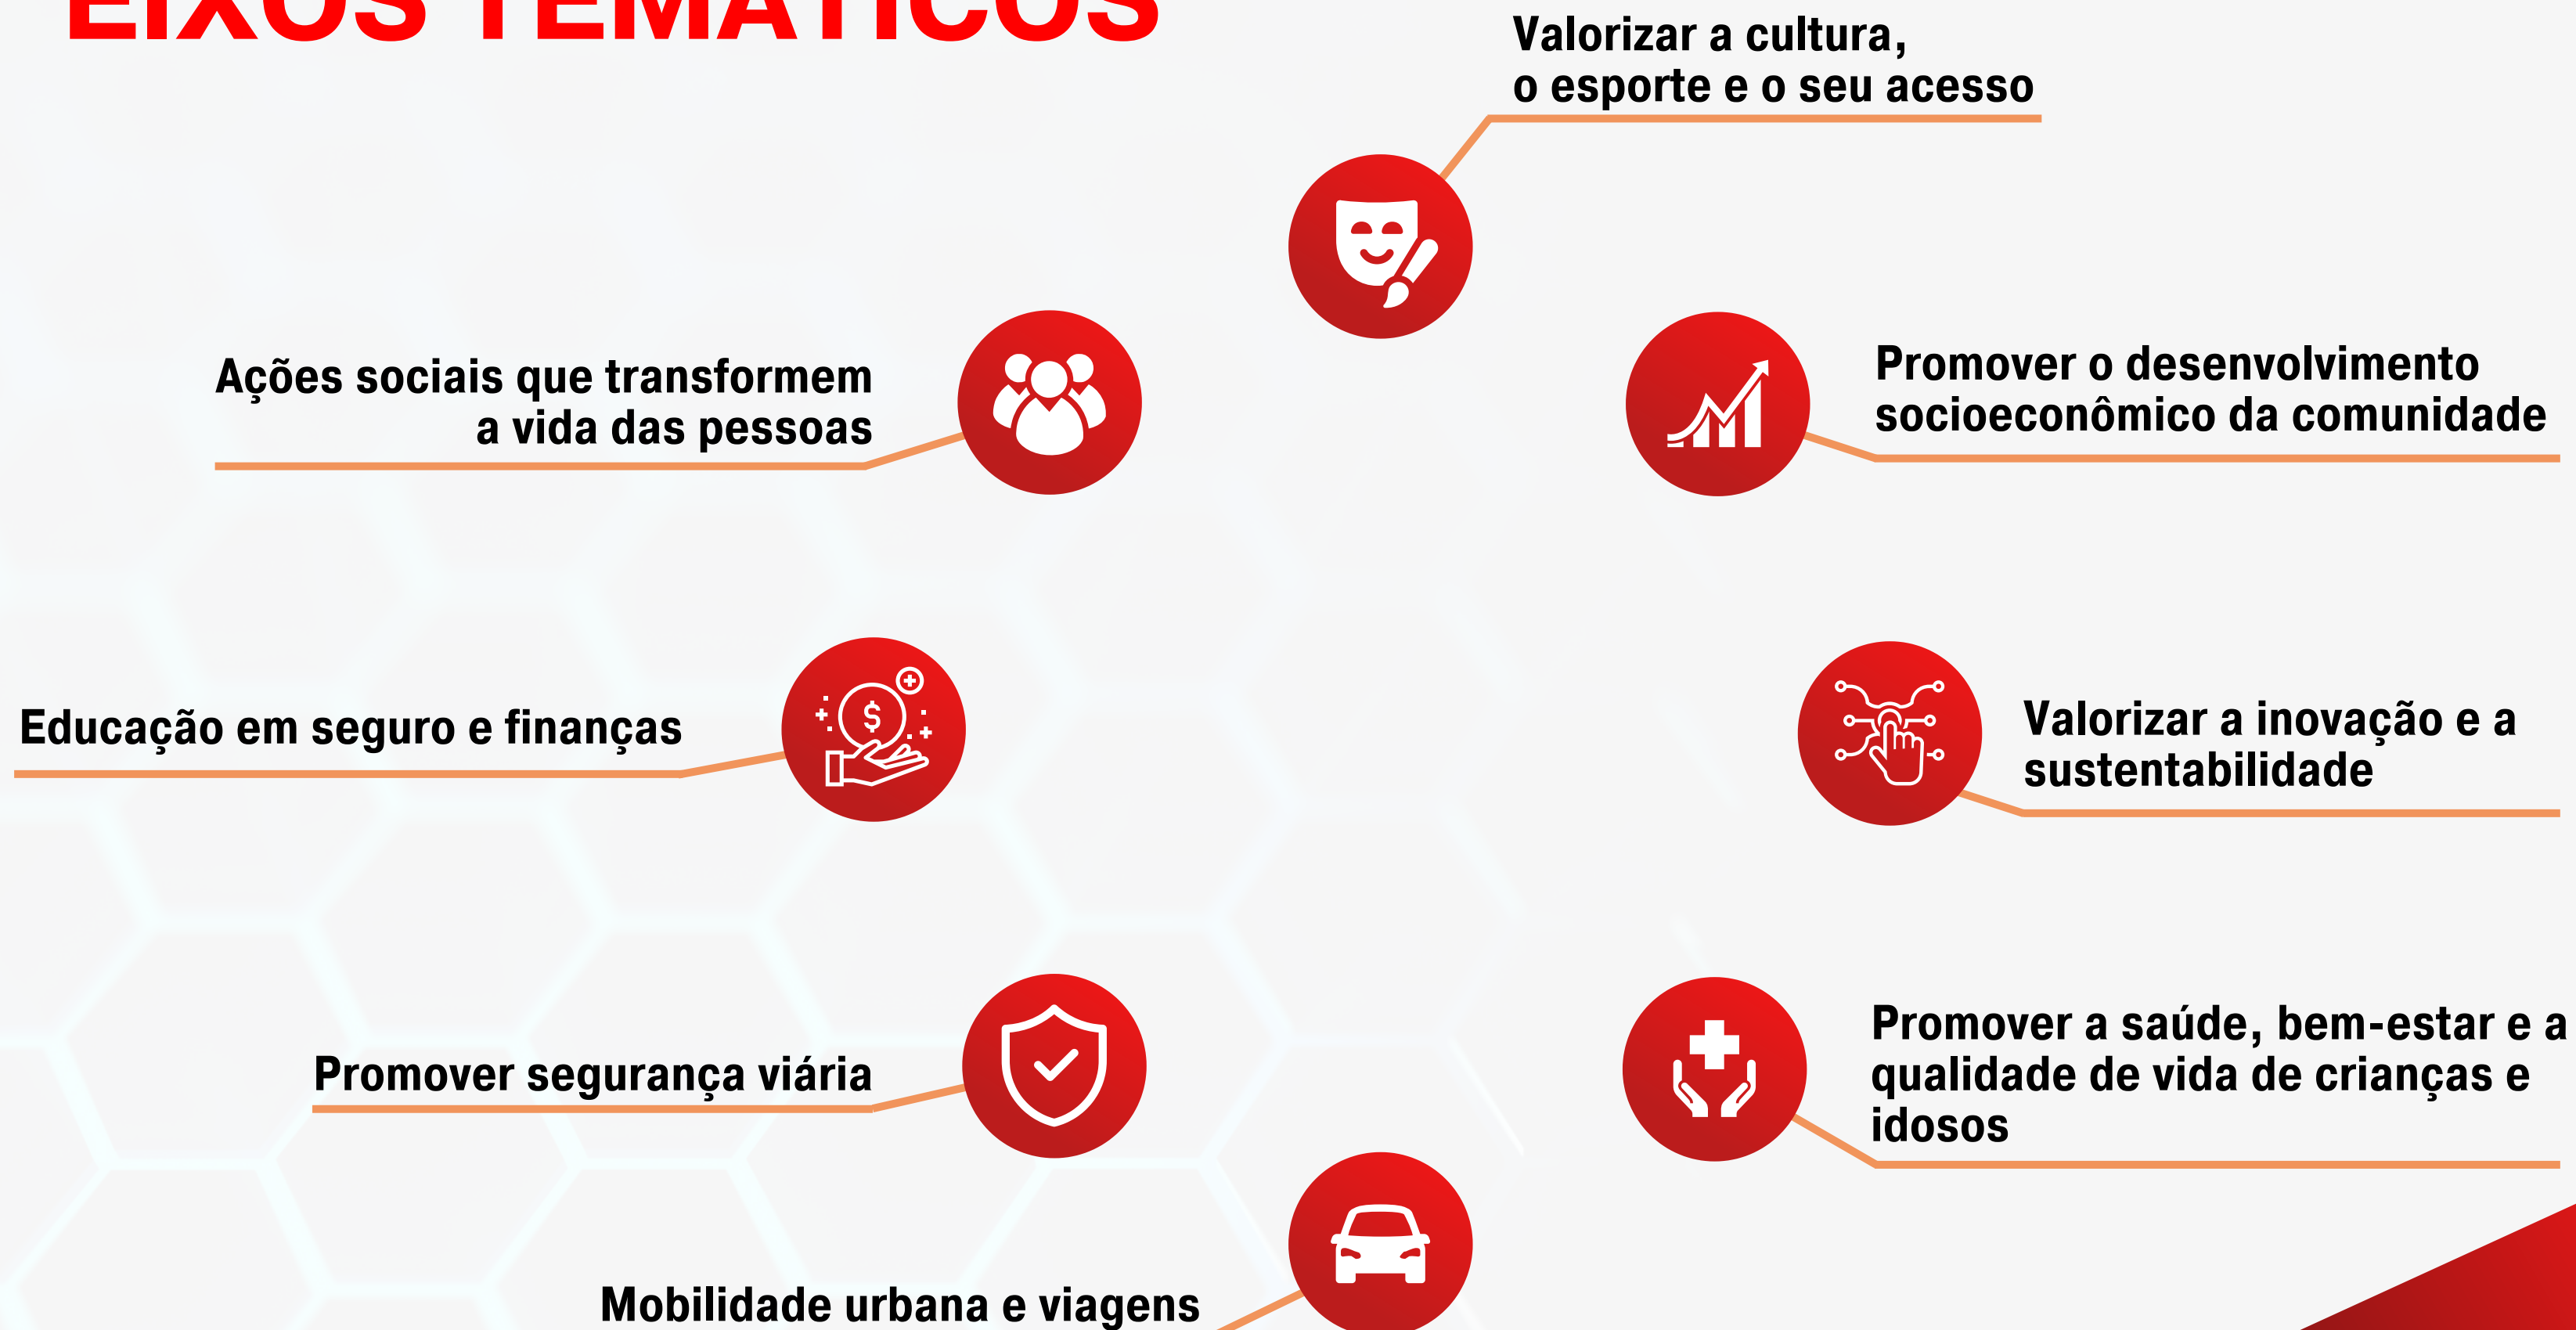 EIXOS TEMÁTICOS
Valorizar a cultura,
o esporte e o seu acesso
Ações sociais que transformem
a vida das pessoas
Promover o desenvolvimento
socioeconômico da comunidade
Educação em seguro e finanças
Valorizar a inovação e a
sustentabilidade
Promover segurança viária
Promover a saúde, bem-estar e a
qualidade de vida de crianças e
idosos
Mobilidade urbana e viagens